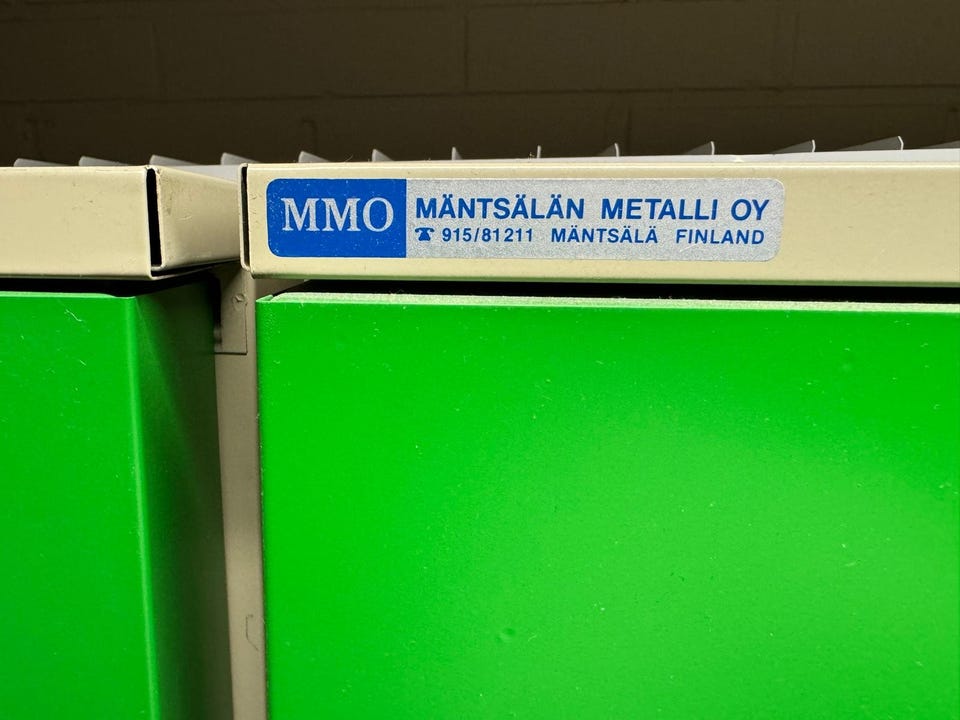 MMO
MÄNTSÄLÄN METALLI OY
☎ 915/81211 MÄNTSÄLÄ FINLAND